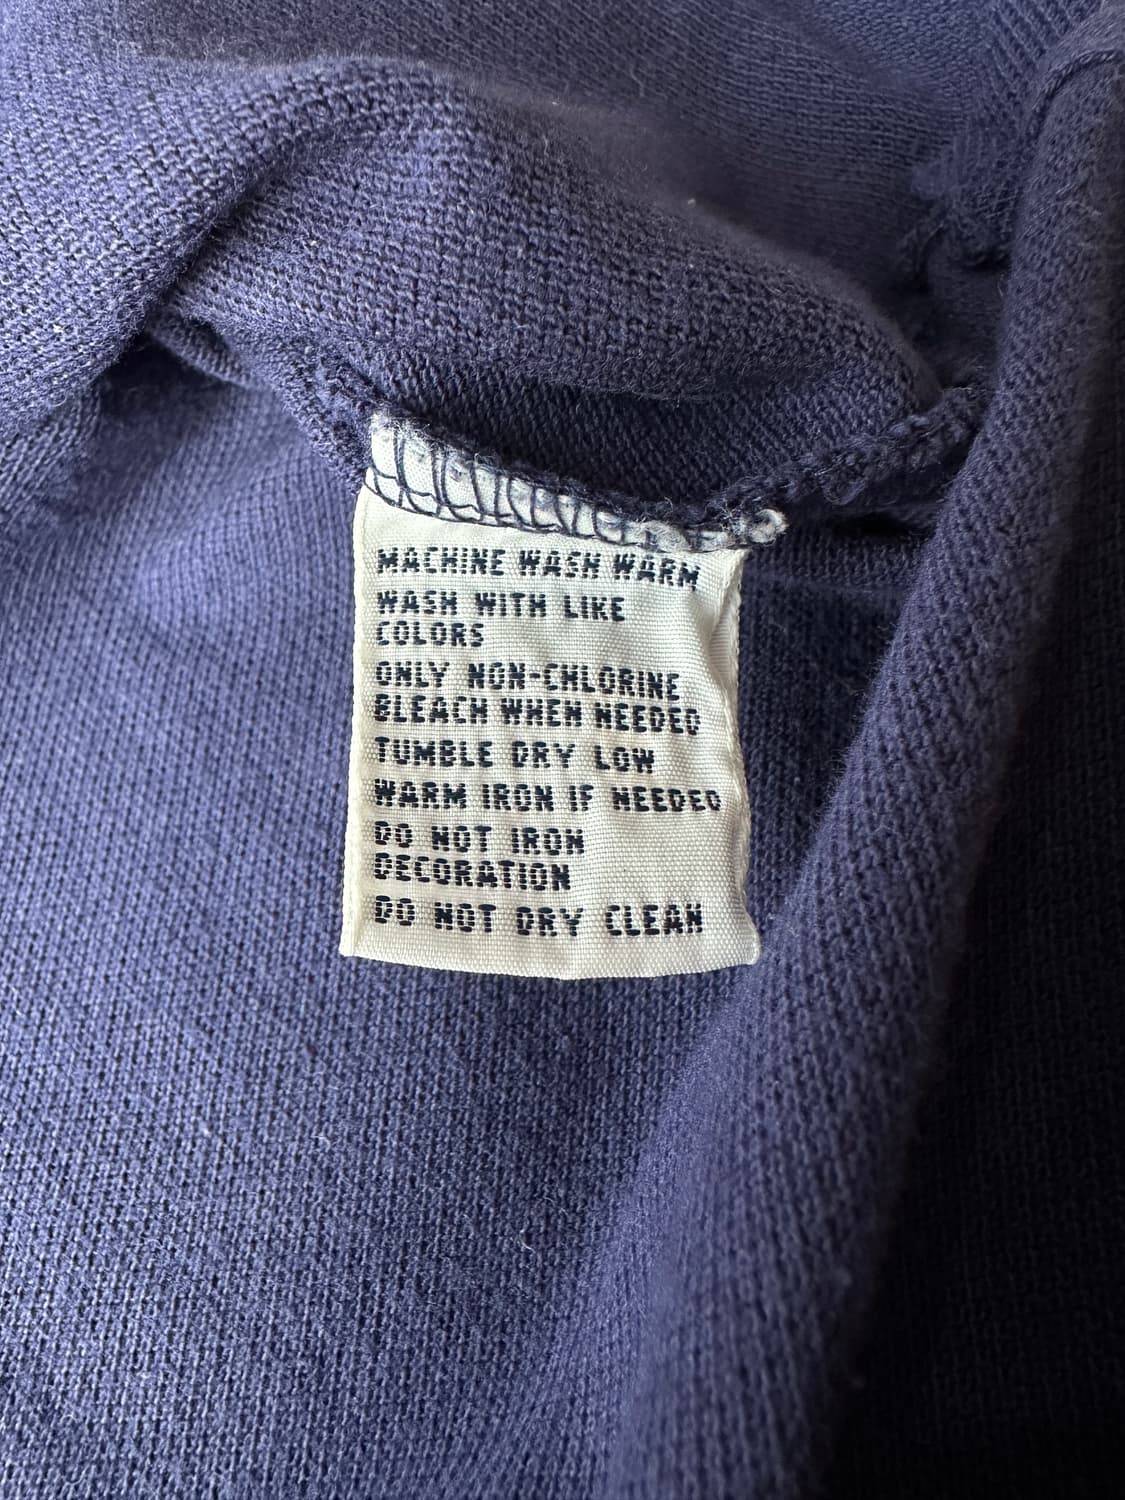 MACHINE WASH WARM
WASH WITH LIKE
COLORS
ONLY NON-CHLORINE
BLEACH WHEN NEEDED
TUMBLE DRY LOW
WARM IRON IF NEEDED
DO NOT IRON
DECORATION
DO NOT DRY CLEAN